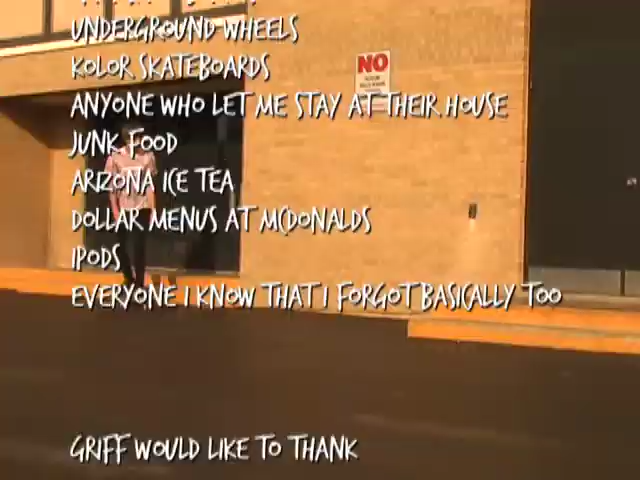 UNDERGROUND WHEELS
KOLOR SKATEBOARDS
ANYONE WHO LET ME STAY AT THEIR HOUSE
JUNK FOOD
ARIZONA ICE TEA
DOLLAR MENUS AT MCDONALDS
IPODS
EVERYONE I KNOW THAT I FORGOT BASICALLY TOO
GRIFF WOULD LIKE TO THANK
NO